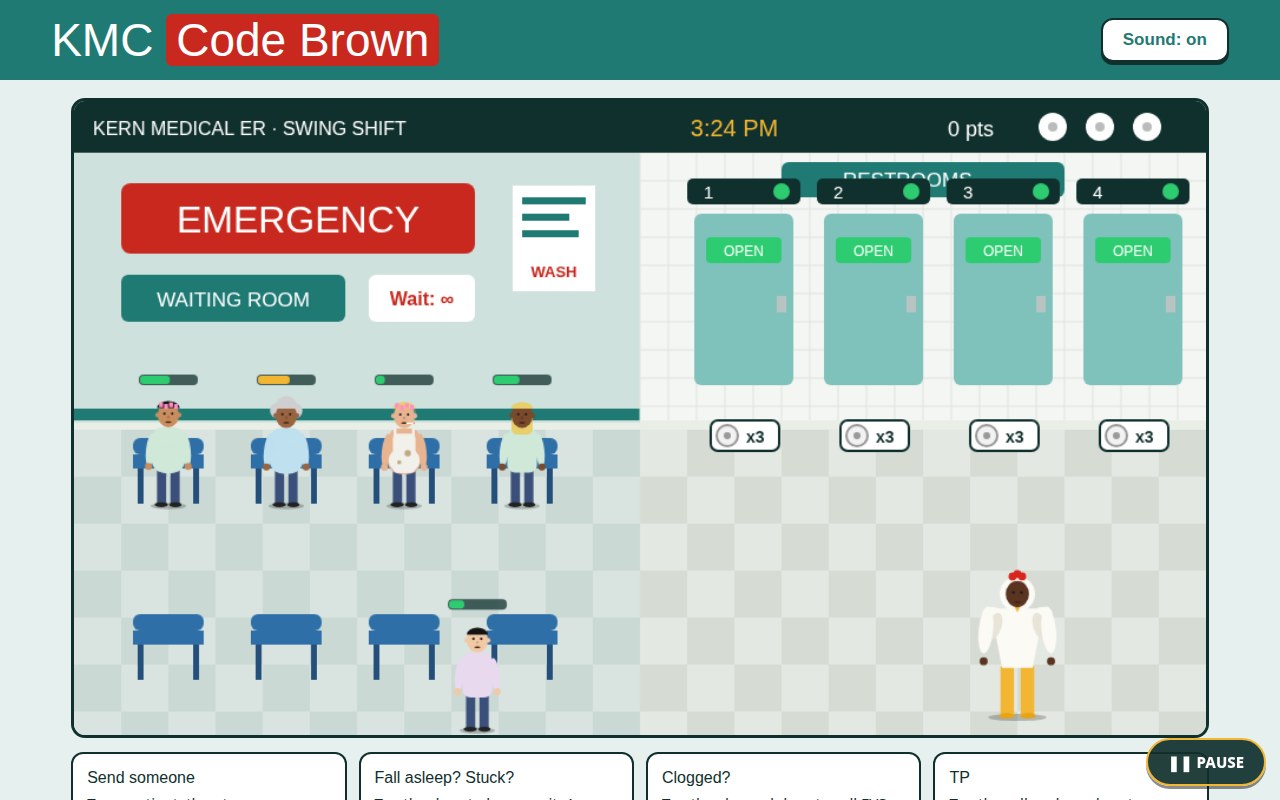 KMC Code Brown
Sound: on
KERN MEDICAL ER · SWING SHIFT
3:24 PM
0 pts
EMERGENCY
WAITING ROOM
Wait: ∞
WASH
RESTROOMS
1
2
3
4
OPEN
OPEN
OPEN
OPEN
x3
x3
x3
x3
Send someone
Fall asleep? Stuck?
Clogged?
TP
PAUSE